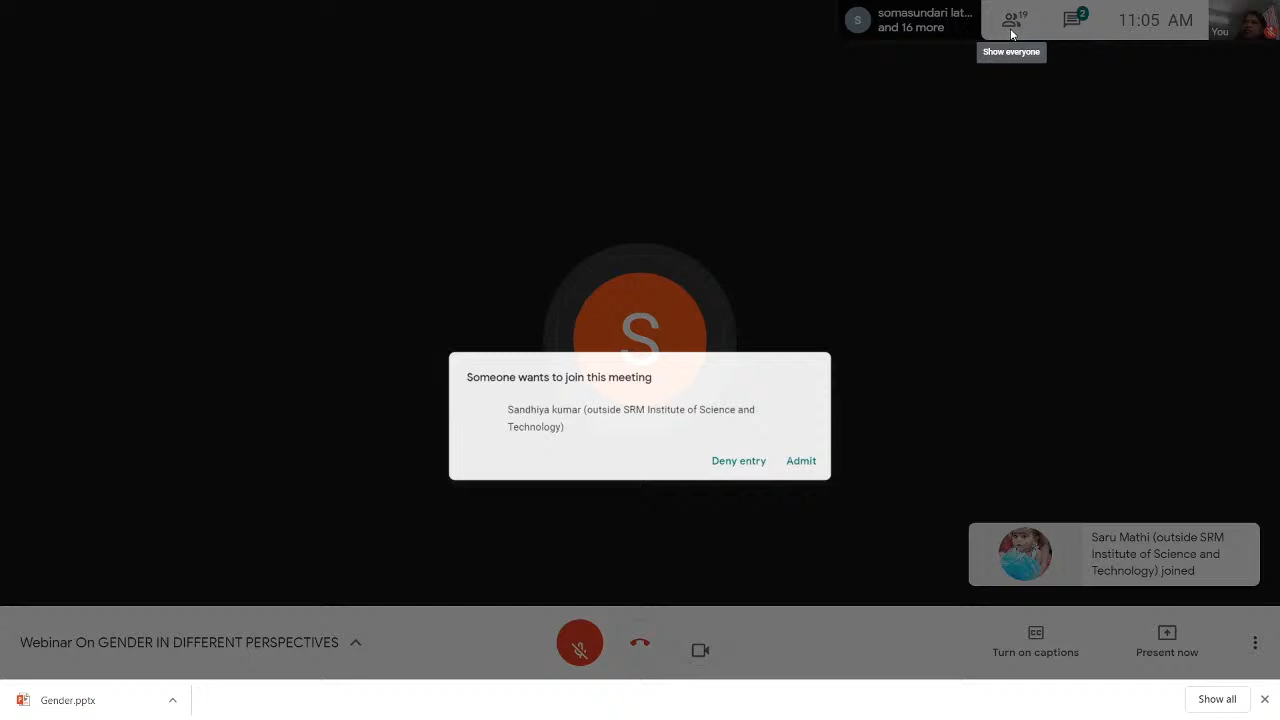 S
somasundari lat...
and 16 more
19
2
11:05 AM
You
Show everyone
S
Someone wants to join this meeting
Sandhiya kumar (outside SRM Institute of Science and
Technology)
Deny entry
Admit
Saru Mathi (outside SRM
Institute of Science and
Technology) joined
Webinar On GENDER IN DIFFERENT PERSPECTIVES
CC
Turn on captions
Present now
Gender.pptx
Show all